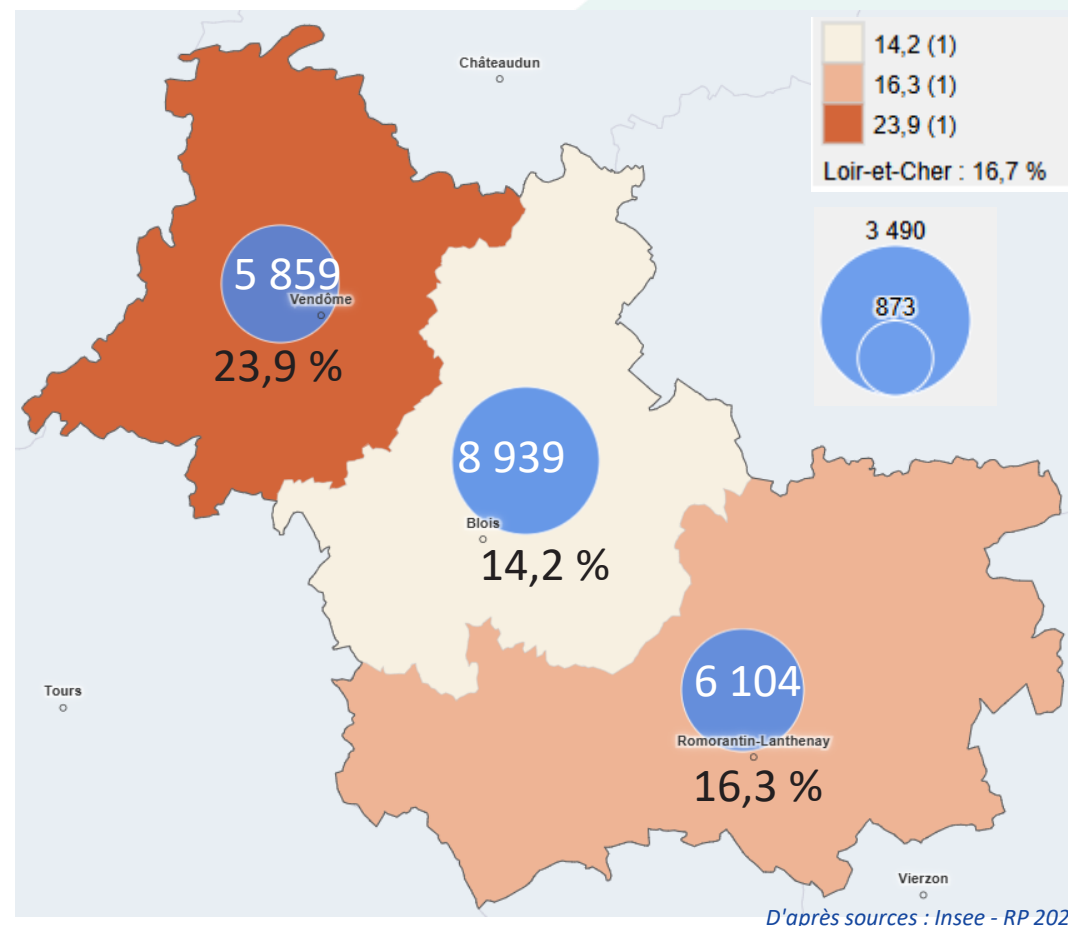 14,2 (1)
16,3 (1)
23,9 (1)
Loir-et-Cher : 16,7 %
3 490
873
Châteaudun
5 859
Vendôme
23,9 %
8 939
Blois
14,2 %
6 104
Romorantin-Lanthenay
16,3 %
Tours
Vierzon
D'après sources : Insee - RP